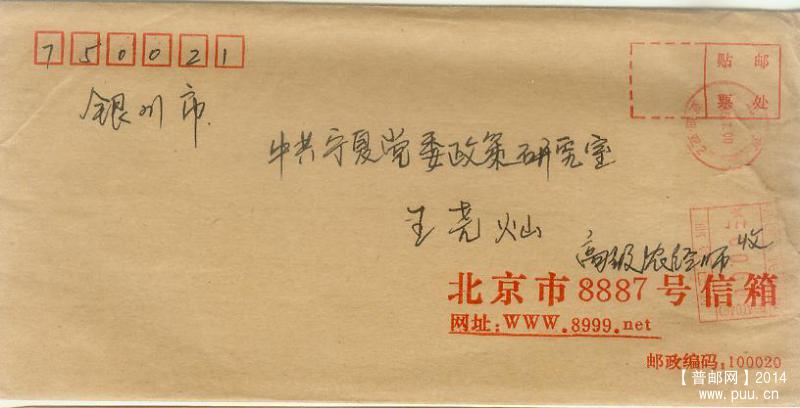 750021
贴邮
票处
银川市
中共宁夏党委政策研究室
王尧灿
高级农经师 收
北京市8887号信箱
网址:WWW.8999.net
邮政编码:100020
【普邮网】2014
www.puu.cn